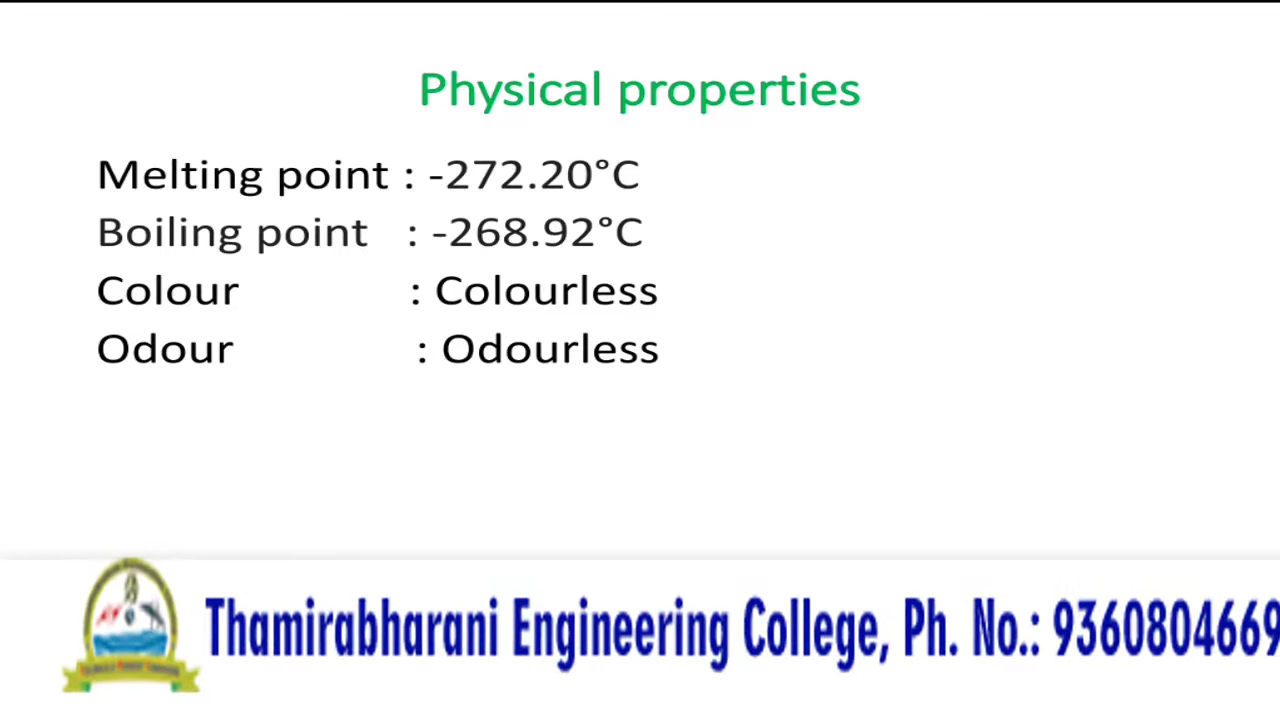 Physical properties
Melting point : -272.20°C
Boiling point : -268.92°C
Colour : Colourless
Odour : Odourless
Thamirabharani Engineering College, Ph. No.: 9360804669